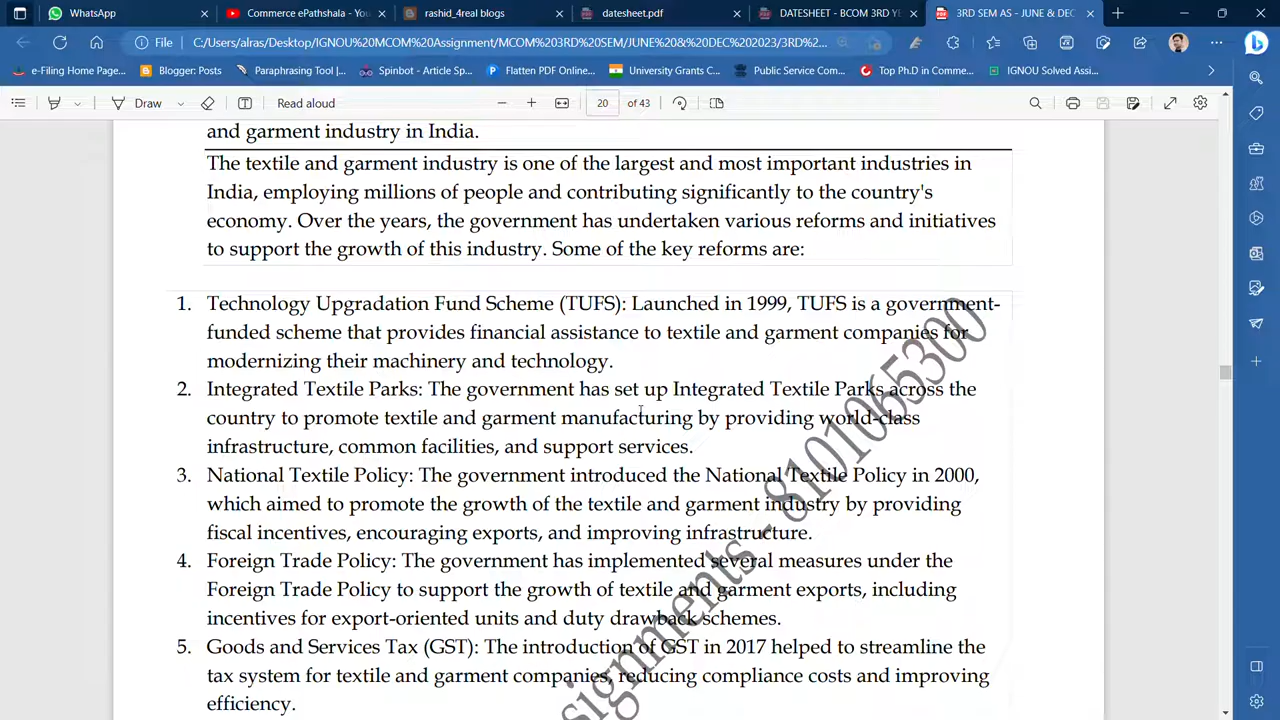 WhatsApp
Commerce ePathshala - You
rashid_4real blogs
datesheet.pdf
DATESHEET - BCOM 3RD YE
3RD SEM AS - JUNE & DEC
File
C:/Users/alras/Desktop/IGNOU%20MCOM%20Assignment/MCOM%203RD%20SEM/JUNE%20&%20DEC%202023/3RD%2...
e-Filing Home Page...
Blogger: Posts
Paraphrasing Tool |...
Spinbot - Article Sp...
Flatten PDF Online...
University Grants C...
Public Service Com...
Top Ph.D in Comme...
IGNOU Solved Assi...
Draw
Read aloud
20 of 43
and garment industry in India.
The textile and garment industry is one of the largest and most important industries in
India, employing millions of people and contributing significantly to the country's
economy. Over the years, the government has undertaken various reforms and initiatives
to support the growth of this industry. Some of the key reforms are:
1. Technology Upgradation Fund Scheme (TUFS): Launched in 1999, TUFS is a government-
funded scheme that provides financial assistance to textile and garment companies for
modernizing their machinery and technology.
2. Integrated Textile Parks: The government has set up Integrated Textile Parks across the
country to promote textile and garment manufacturing by providing world-class
infrastructure, common facilities, and support services.
3. National Textile Policy: The government introduced the National Textile Policy in 2000,
which aimed to promote the growth of the textile and garment industry by providing
fiscal incentives, encouraging exports, and improving infrastructure.
4. Foreign Trade Policy: The government has implemented several measures under the
Foreign Trade Policy to support the growth of textile and garment exports, including
incentives for export-oriented units and duty drawback schemes.
5. Goods and Services Tax (GST): The introduction of GST in 2017 helped to streamline the
tax system for textile and garment companies, reducing compliance costs and improving
efficiency.
signments - 8101065300